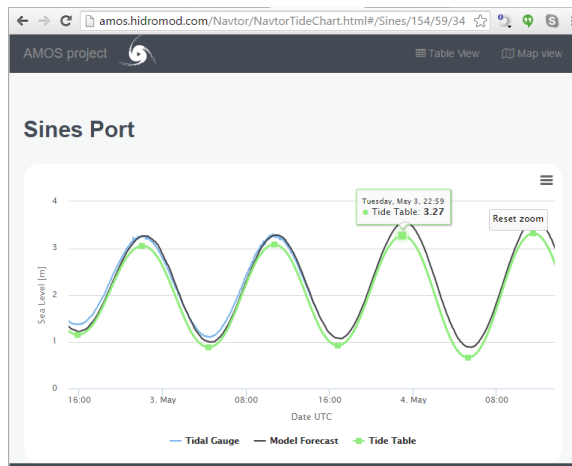 amos.hidromod.com/Navtor/NavtorTideChart.html#/Sines/154/59/34
AMOS project
Table View
Map view
Sines Port
Tuesday, May 3, 22:59
Tide Table: 3.27
Reset zoom
Sea Level [m]
4
3
2
1
0
16:00
3. May
08:00
16:00
4. May
08:00
Date UTC
Tidal Gauge
Model Forecast
Tide Table